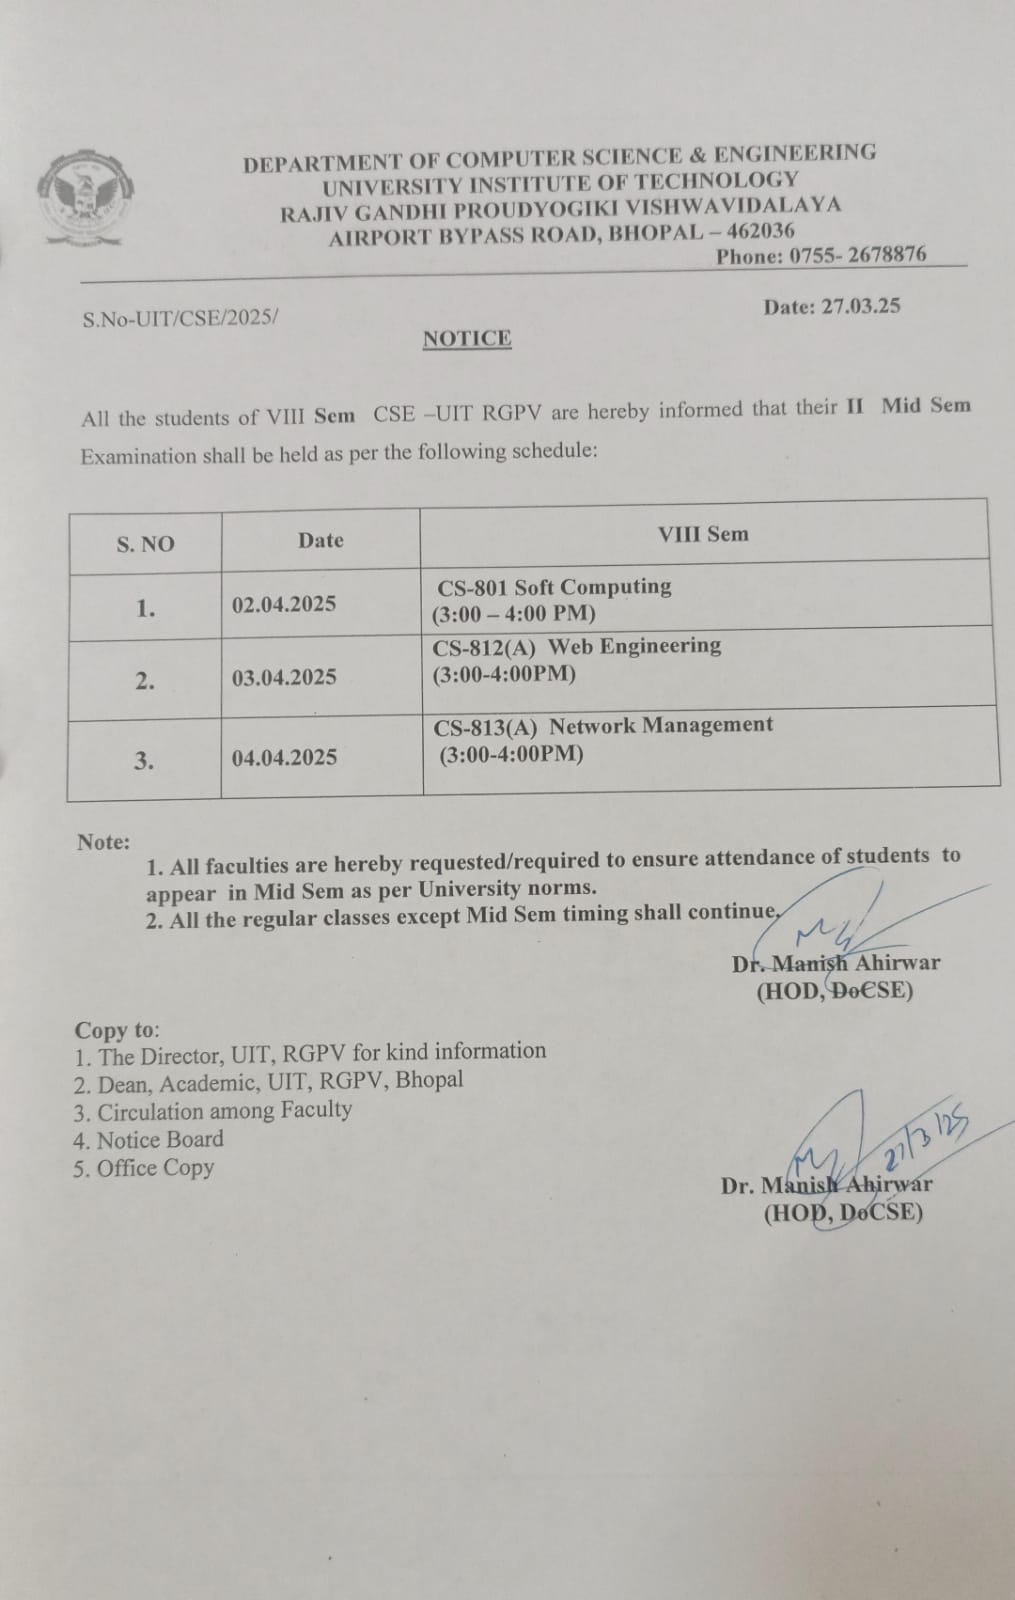 DEPARTMENT OF COMPUTER SCIENCE & ENGINEERING
UNIVERSITY INSTITUTE OF TECHNOLOGY
RAJIV GANDHI PROUDYOGIKI VISHWAVIDALAYA
AIRPORT BYPASS ROAD, BHOPAL – 462036
Phone: 0755- 2678876
S.No-UIT/CSE/2025/
Date: 27.03.25
NOTICE
All the students of VIII Sem CSE –UIT RGPV are hereby informed that their II Mid Sem
Examination shall be held as per the following schedule:
S. NO Date VIII Sem
1. 02.04.2025 CS-801 Soft Computing
(3:00 – 4:00 PM)
2. 03.04.2025 CS-812(A) Web Engineering
(3:00-4:00PM)
3. 04.04.2025 CS-813(A) Network Management
(3:00-4:00PM)
Note:
1. All faculties are hereby requested/required to ensure attendance of students to
appear in Mid Sem as per University norms.
2. All the regular classes except Mid Sem timing shall continue.
Dr. Manish Ahirwar
(HOD, DoCSE)
Copy to:
1. The Director, UIT, RGPV for kind information
2. Dean, Academic, UIT, RGPV, Bhopal
3. Circulation among Faculty
4. Notice Board
5. Office Copy
27/3/25
Dr. Manish Ahirwar
(HOD, DoCSE)